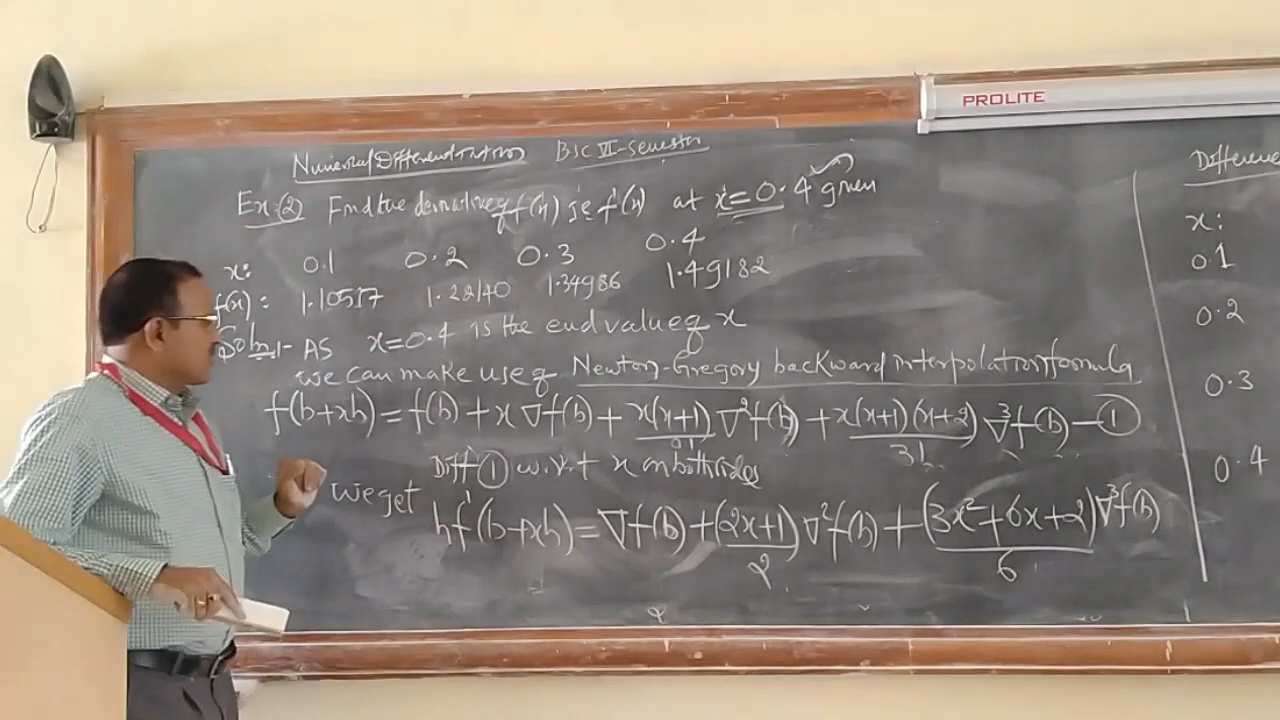 PROLITE
Numerical Differentiation BSc VI-semester
Ex:② Find the derivative of f(x) ie f'(x) at x=0.4 given
x: 0.1 0.2 0.3 0.4
f(x): 1.10517 1.22140 1.34986 1.49182
Soln:- As x=0.4 is the end value of x
we can make use of Newton-Gregory backward interpolation formula
f(b+xh) = f(b) + x ∇f(b) + x(x+1)/2! ∇²f(b) + x(x+1)(x+2)/3! ∇³f(b) — ①
Diff ① w.r.t x on both sides
we get hf'(b+xh) = ∇f(b) + (2x+1)/2 ∇²f(b) + (3x²+6x+2)/6 ∇³f(b)
x:
0.1
0.2
0.3
0.4